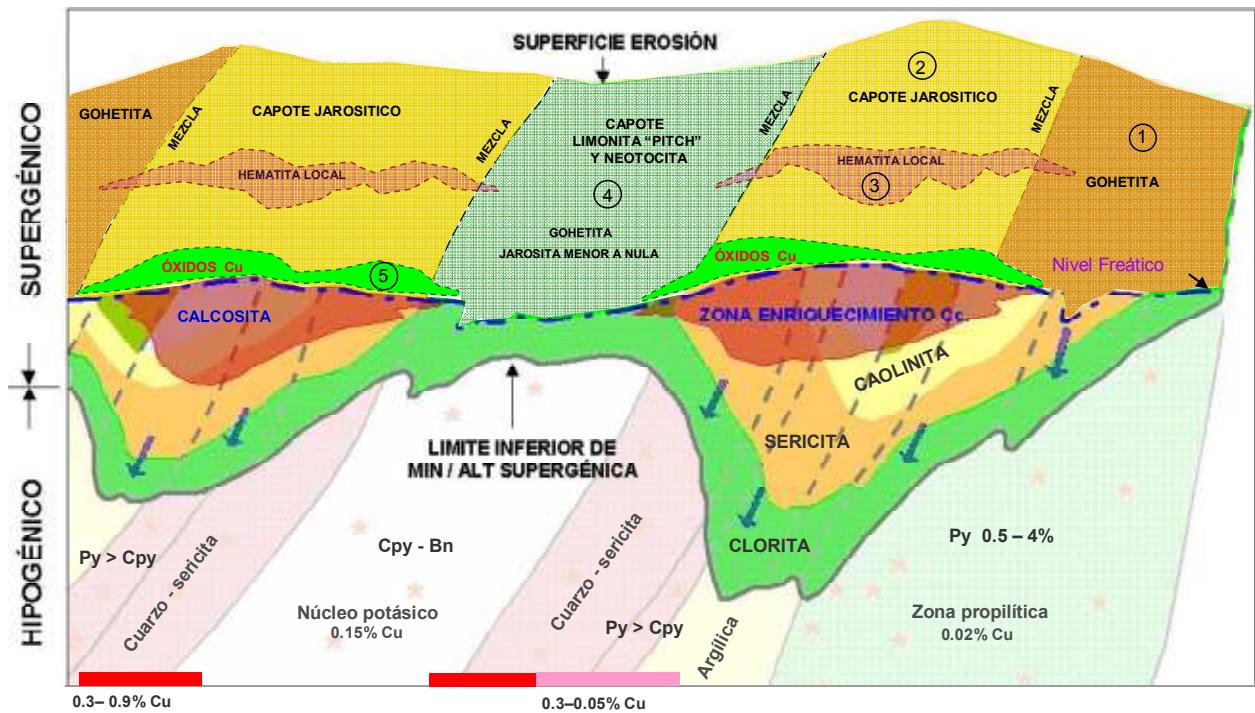 SUPERFICIE EROSIÓN
SUPERGÉNICO
HIPOGÉNICO
GOHETITA
MEZCLA
CAPOTE JAROSITICO
HEMATITA LOCAL
MEZCLA
CAPOTE
LIMONITA "PITCH"
Y NEOTOCITA
4
GOHETITA
JAROSITA MENOR A NULA
MEZCLA
2
CAPOTE JAROSITICO
HEMATITA LOCAL
3
MEZCLA
1
GOHETITA
ÓXIDOS Cu
5
ÓXIDOS Cu
Nivel Freático
CALCOSITA
ZONA ENRIQUECIMIENTO Cc.
CAOLINITA
SERICITA
CLORITA
LIMITE INFERIOR DE
MIN / ALT SUPERGÉNICA
Py > Cpy
Cuarzo - sericita
Cpy - Bn
Núcleo potásico
0.15% Cu
Cuarzo - sericita
Py > Cpy
Argílica
Py 0.5 – 4%
Zona propilítica
0.02% Cu
0.3– 0.9% Cu
0.3–0.05% Cu